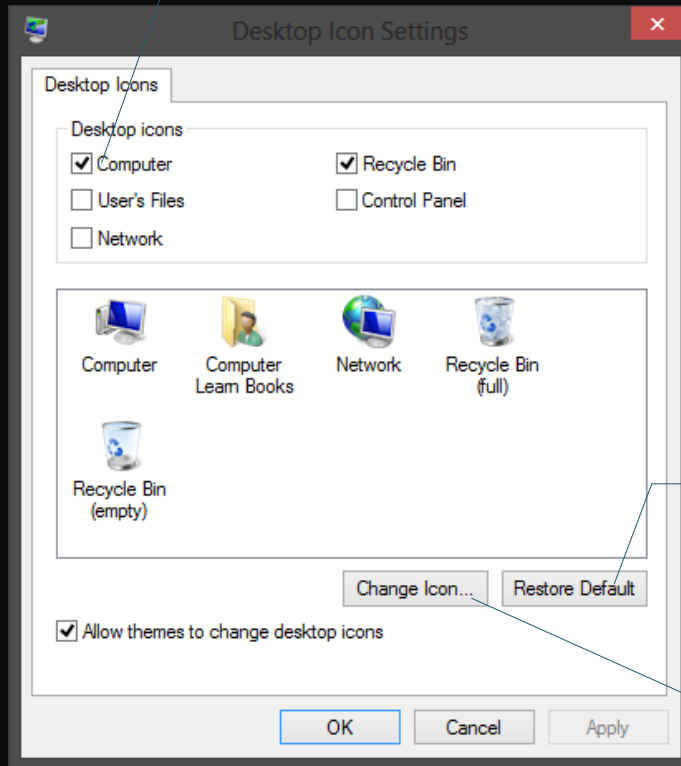 Desktop Icon Settings
Desktop Icons
Desktop icons
Computer
Recycle Bin
User's Files
Control Panel
Network
Computer
Computer
Learn Books
Network
Recycle Bin
(full)
Recycle Bin
(empty)
Change Icon...
Restore Default
Allow themes to change desktop icons
OK
Cancel
Apply